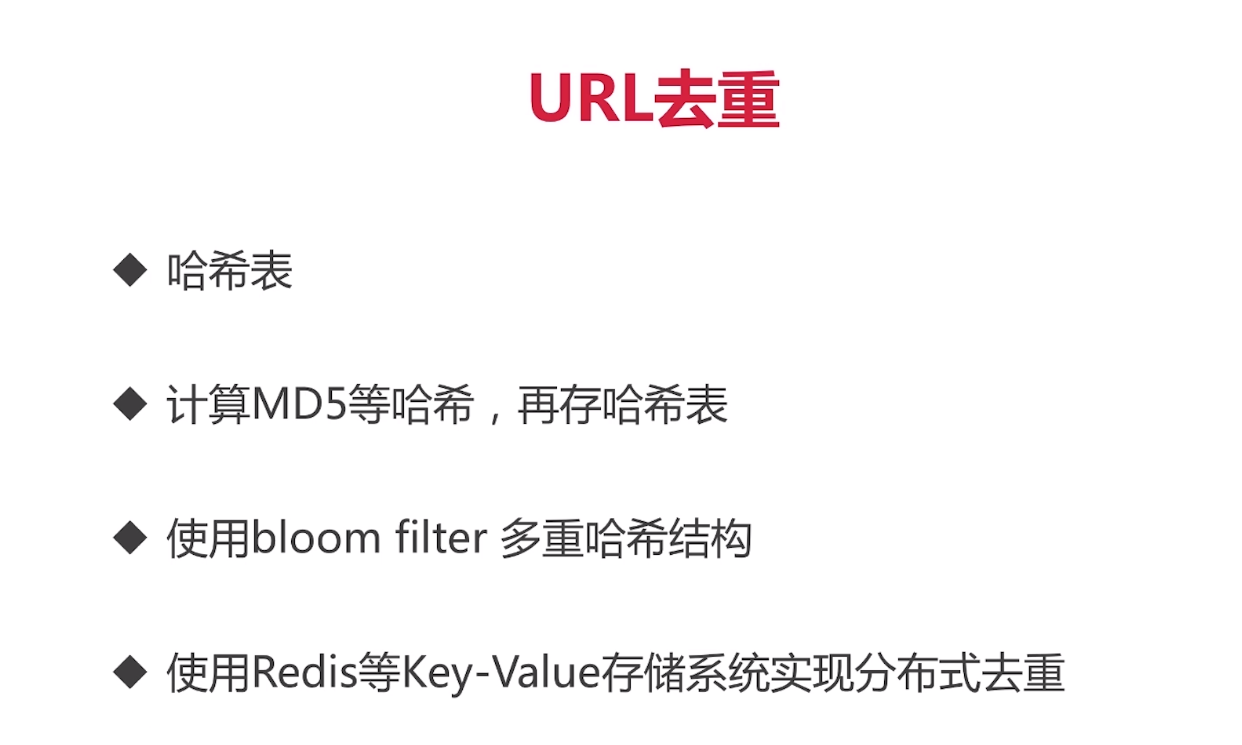 URL去重
◆ 哈希表
◆ 计算MD5等哈希，再存哈希表
◆ 使用bloom filter 多重哈希结构
◆ 使用Redis等Key-Value存储系统实现分布式去重